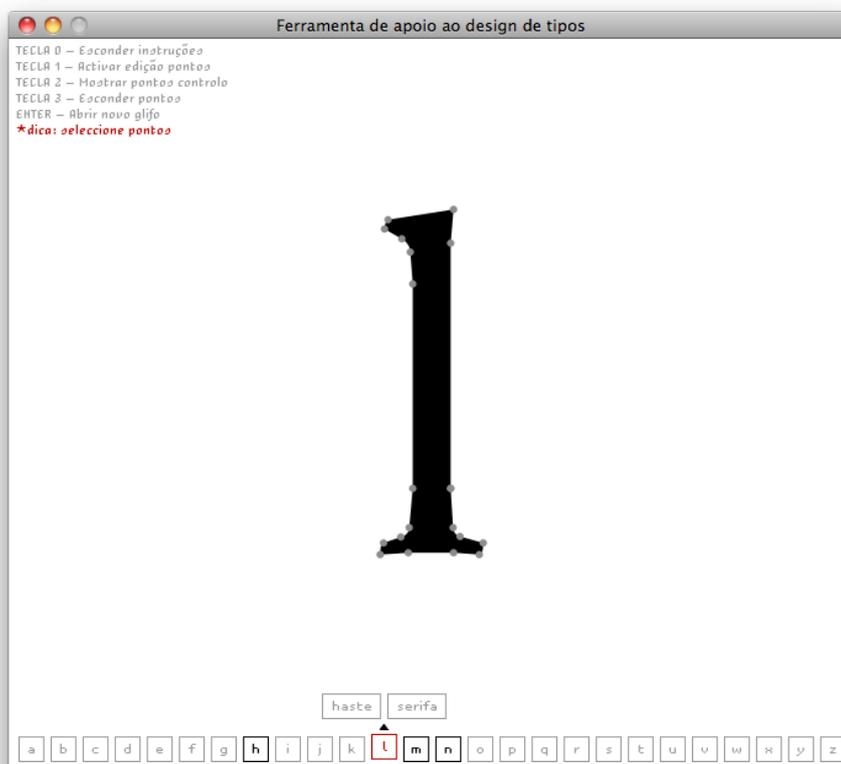 Ferramenta de apoio ao design de tipos
TECLA 0 – Esconder instruções
TECLA 1 – Activar edição pontos
TECLA 2 – Mostrar pontos controlo
TECLA 3 – Esconder pontos
ENTER – Abrir novo glifo
*dica: seleccione pontos
l
haste serifa
a b c d e f g h i j k l m n o p q r s t u v w x y z